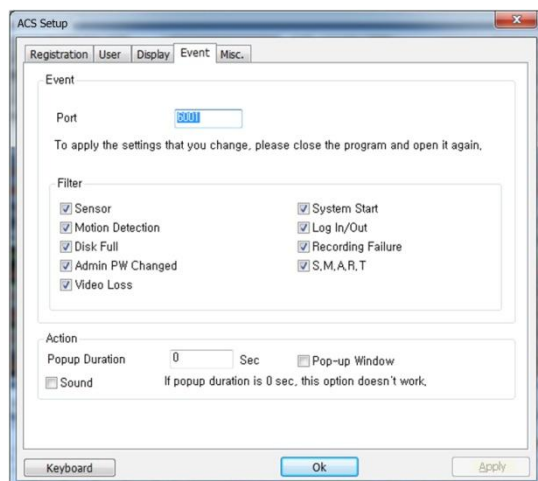 ACS Setup
Registration User Display Event Misc.
Event
Port 6001
To apply the settings that you change, please close the program and open it again,
Filter
Sensor System Start
Motion Detection Log In/Out
Disk Full Recording Failure
Admin PW Changed S,M,A,R,T
Video Loss
Action
Popup Duration 0 Sec Pop-up Window
Sound If popup duration is 0 sec, this option doesn't work,
Keyboard Ok Apply